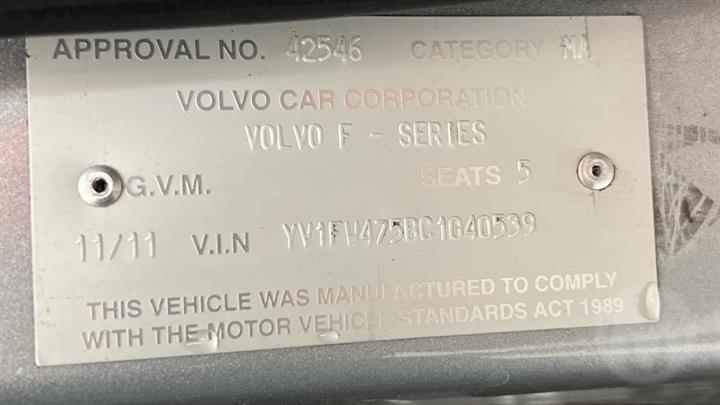 APPROVAL NO. 42546 CATEGORY MA
VOLVO CAR CORPORATION
VOLVO F - SERIES
G.V.M. SEATS 5
11/11 V.I.N
THIS VEHICLE WAS MANUFACTURED TO COMPLY
WITH THE MOTOR VEHICLE STANDARDS ACT 1989